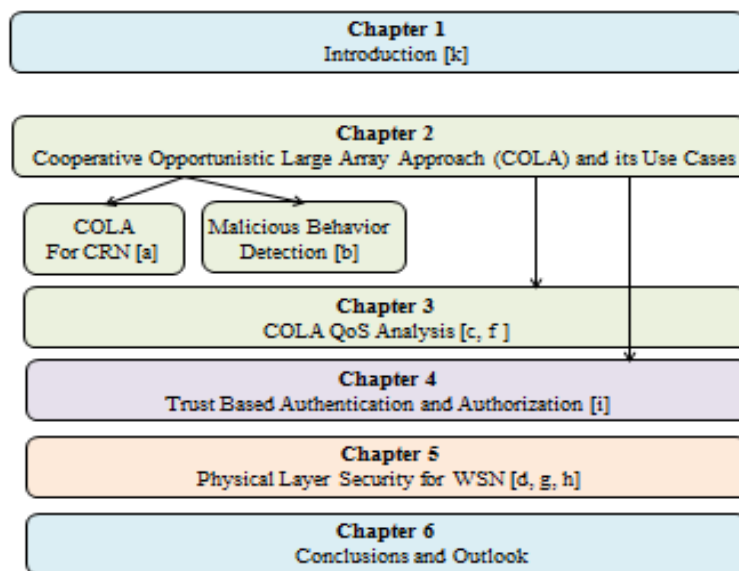 Chapter 1
Introduction [k]
Chapter 2
Cooperative Opportunistic Large Array Approach (COLA) and its Use Cases
COLA
For CRN [a]
Malicious Behavior
Detection [b]
Chapter 3
COLA QoS Analysis [c, f ]
Chapter 4
Trust Based Authentication and Authorization [i]
Chapter 5
Physical Layer Security for WSN [d, g, h]
Chapter 6
Conclusions and Outlook